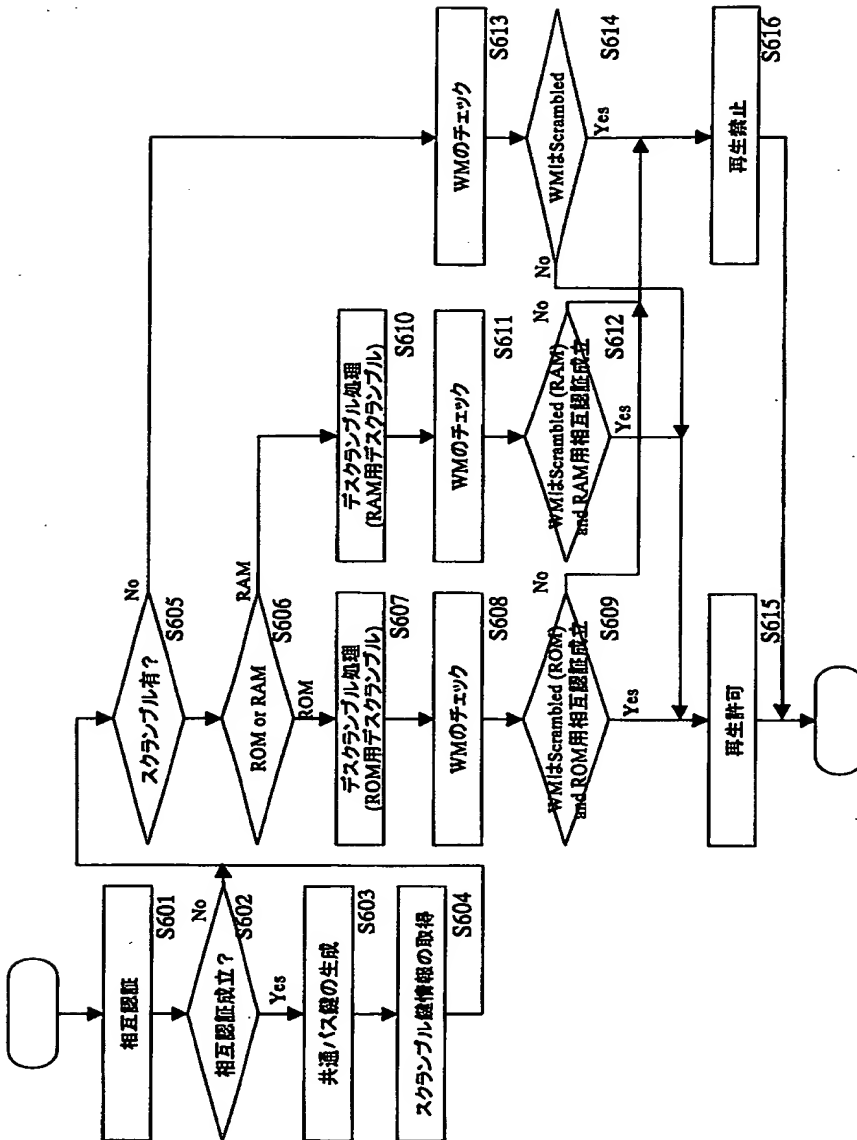 相互認証
S601
相互認証成立?
No
S602
Yes
共通バス鍵の生成
S603
スクランブル鍵情報の取得
S604
スクランブル有?
No
S605
ROM or RAM
RAM
S606
ROM
デスクランブル処理
(ROM用デスクランブル)
S607
WMのチェック
S608
WMはScrambled (ROM)
and ROM用相互認証成立
No
S609
Yes
デスクランブル処理
(RAM用デスクランブル)
S610
WMのチェック
S611
WMはScrambled (RAM)
and RAM用相互認証成立
No
S612
Yes
WMのチェック
S613
WMはScrambled
S614
No
Yes
再生許可
S615
再生禁止
S616